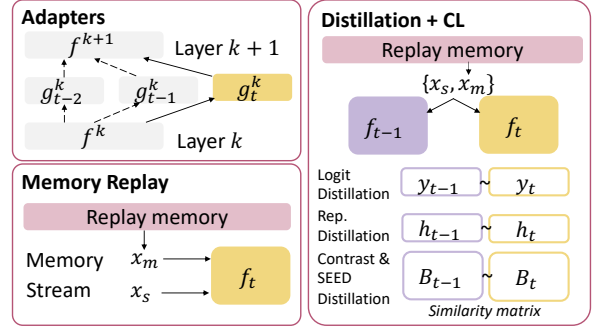 Adapters
f^{k+1}
Layer k + 1
g^k_{t-2}
g^k_{t-1}
g^k_t
f^k
Layer k
Memory Replay
Replay memory
Memory x_m
f_t
Stream x_s
Distillation + CL
Replay memory
{x_s, x_m}
f_{t-1}
f_t
Logit
Distillation
y_{t-1} ~ y_t
Rep.
Distillation
h_{t-1} ~ h_t
Contrast &
SEED
Distillation
B_{t-1} ~ B_t
Similarity matrix